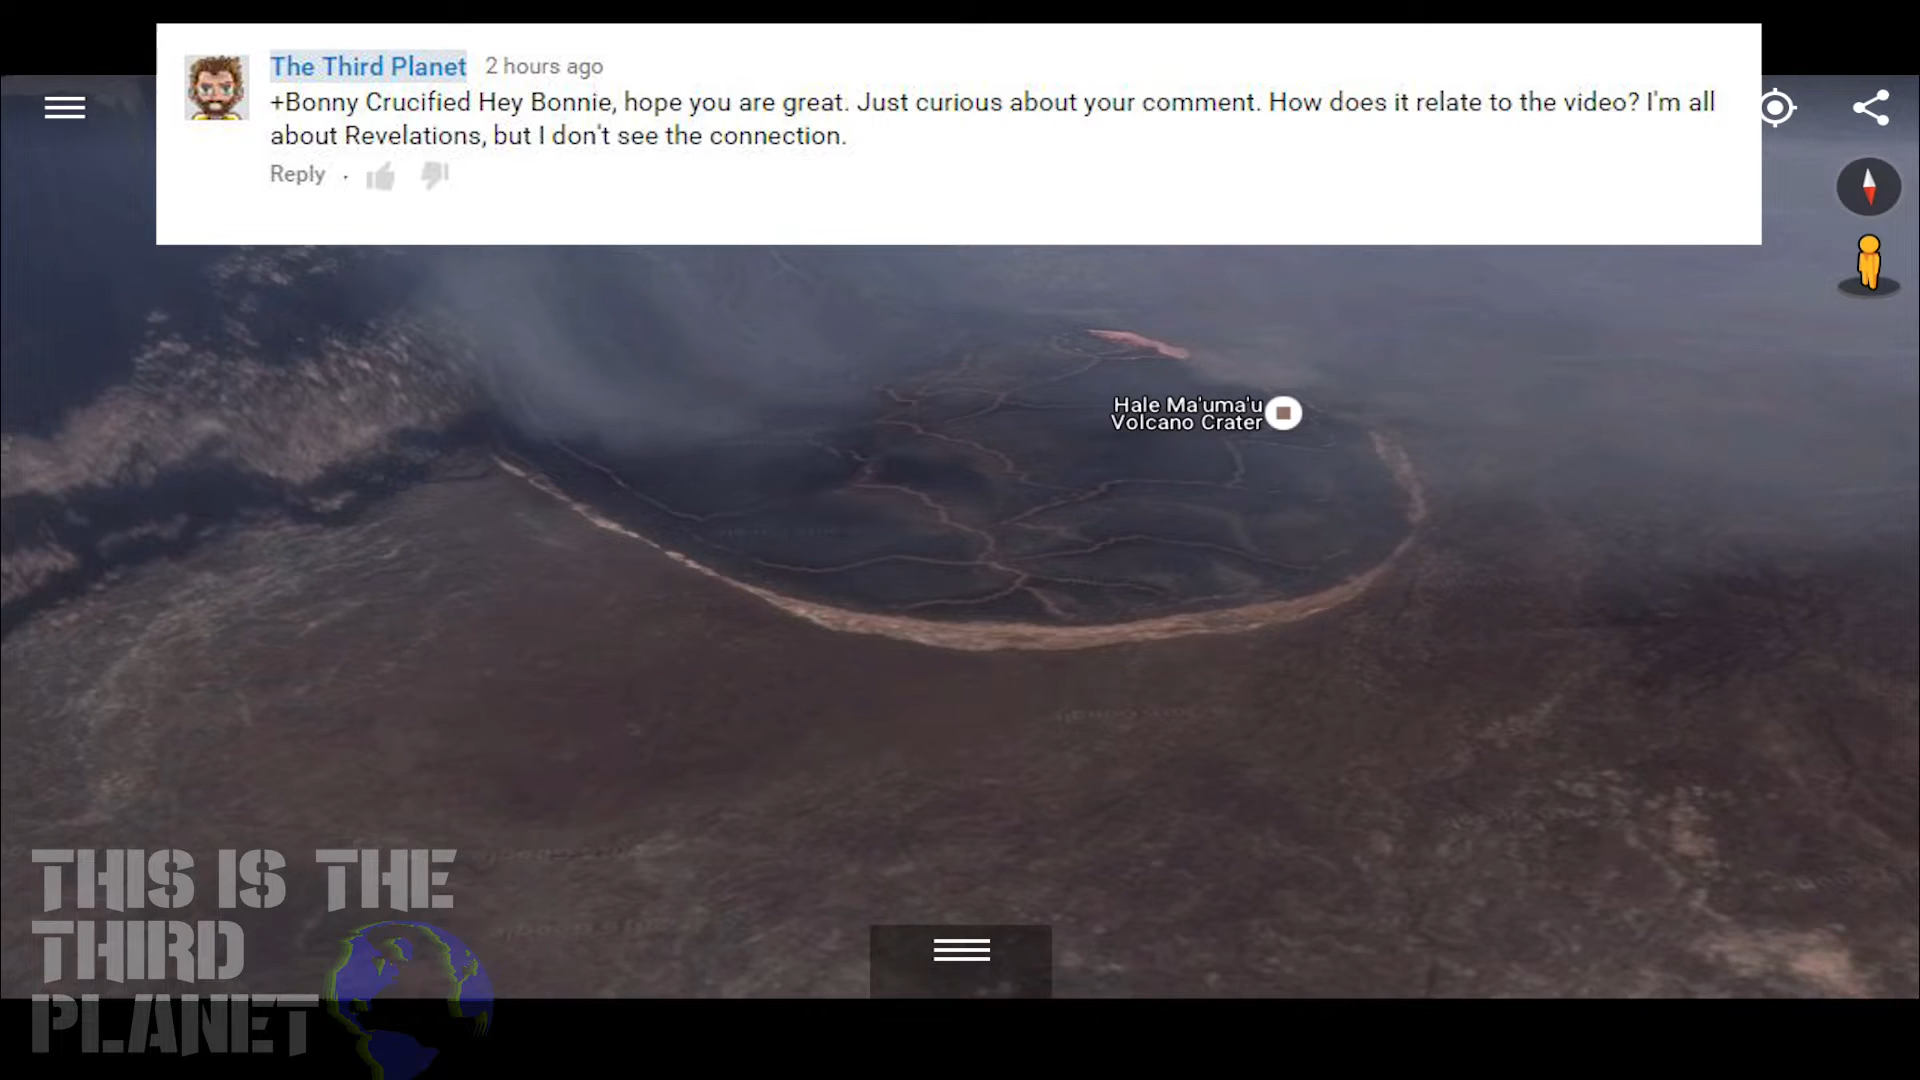 The Third Planet 2 hours ago
+Bonny Crucified Hey Bonnie, hope you are great. Just curious about your comment. How does it relate to the video? I'm all
about Revelations, but I don't see the connection.
Reply ·
Hale Ma'uma'u
Volcano Crater
THIS IS THE
THIRD
PLANET